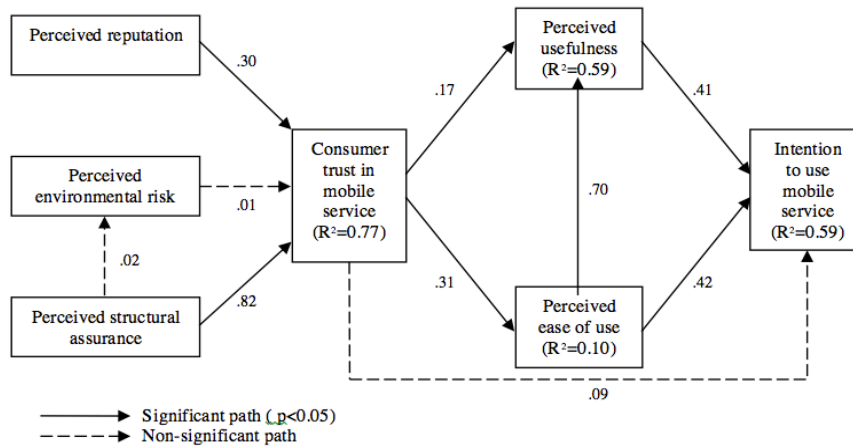 Perceived reputation
.30
Perceived
environmental risk
.01
.02
Perceived structural
assurance
.82
Consumer
trust in
mobile
service
(R²=0.77)
.17
.31
Perceived
usefulness
(R²=0.59)
.70
Perceived
ease of use
(R²=0.10)
.41
.42
Intention
to use
mobile
service
(R²=0.59)
.09
Significant path ( p<0.05)
Non-significant path